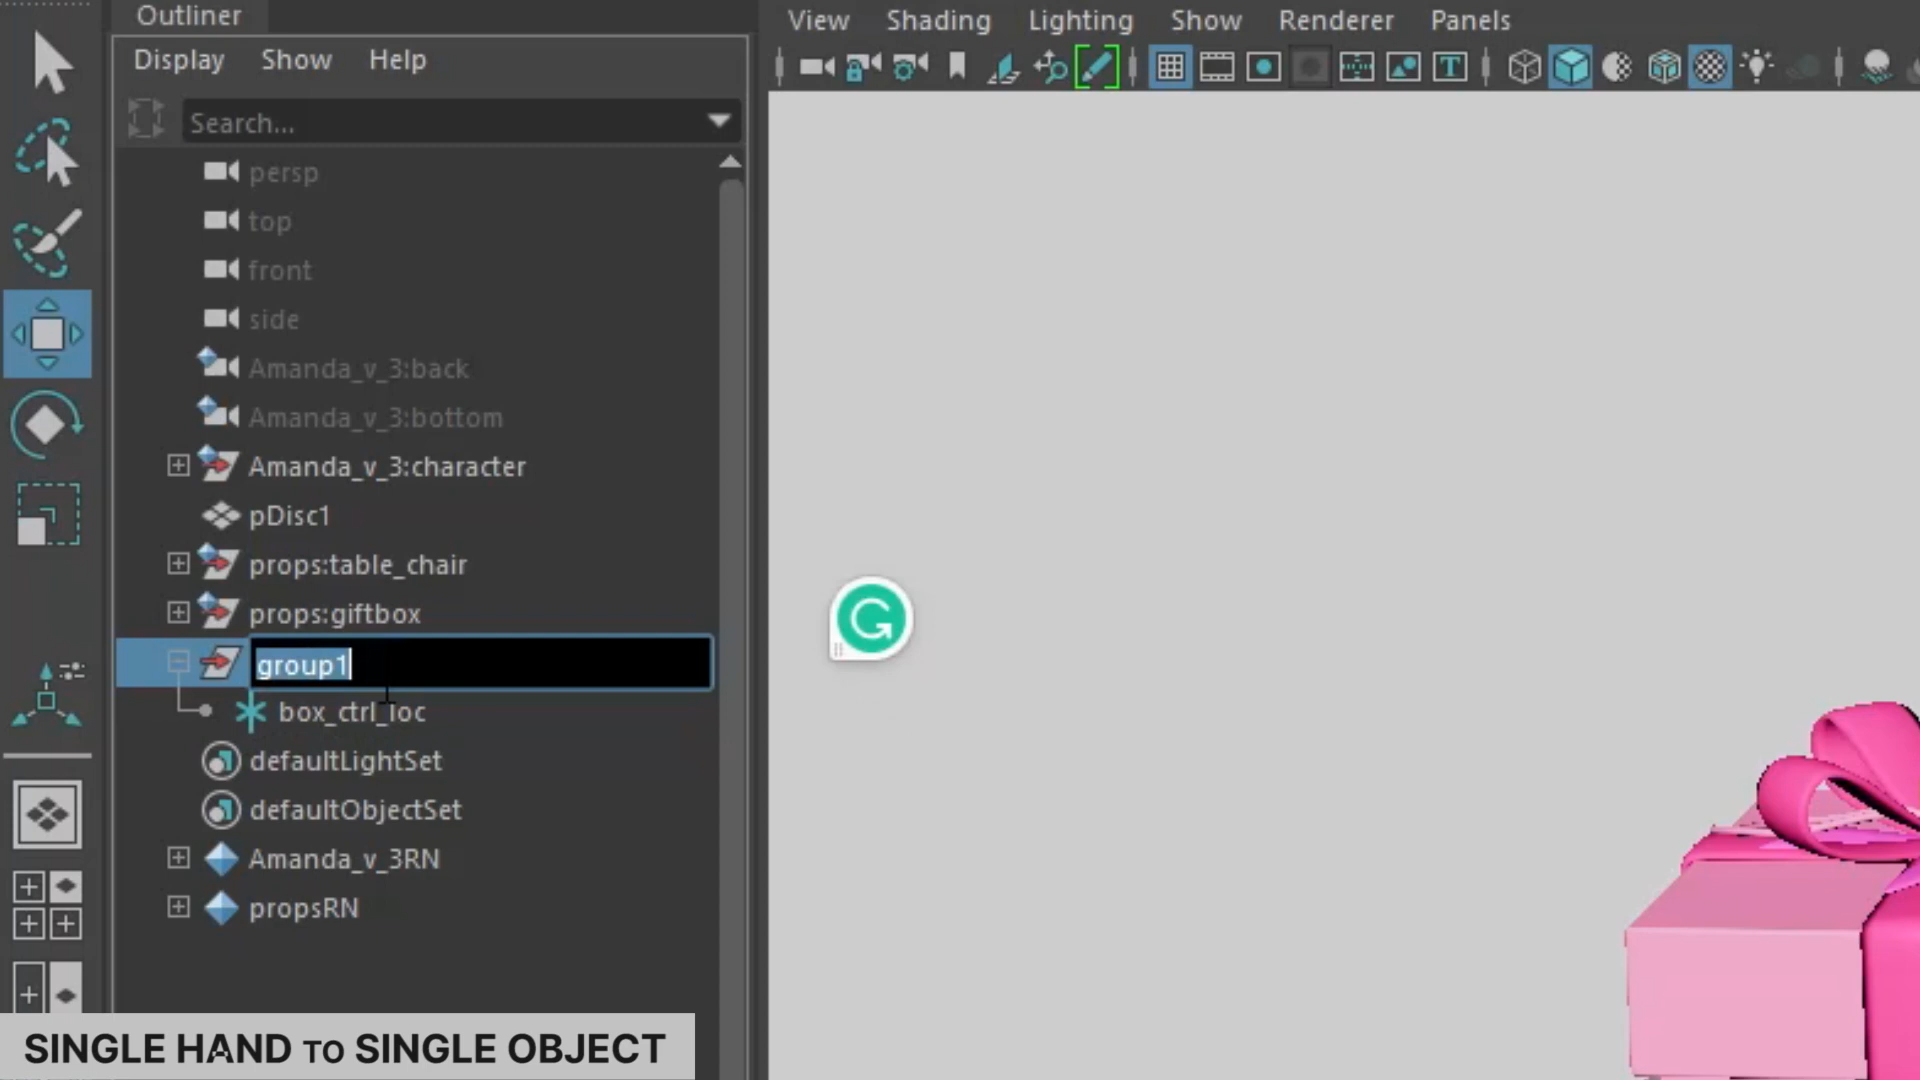 Outliner
View Shading Lighting Show Renderer Panels
Display Show Help
Search...
persp
top
front
side
Amanda_v_3:back
Amanda_v_3:bottom
Amanda_v_3:character
pDisc1
props:table_chair
props:giftbox
group1
box_ctrl_loc
defaultLightSet
defaultObjectSet
Amanda_v_3RN
propsRN
SINGLE HAND TO SINGLE OBJECT